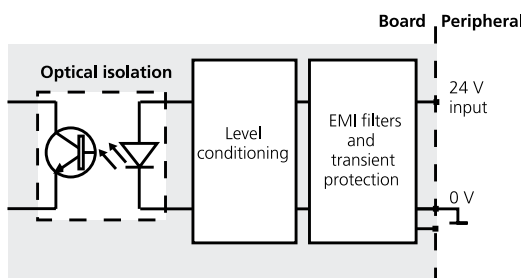 Board Peripheral
Optical isolation
24 V
input
Level
conditioning
EMI filters
and
transient
protection
0 V